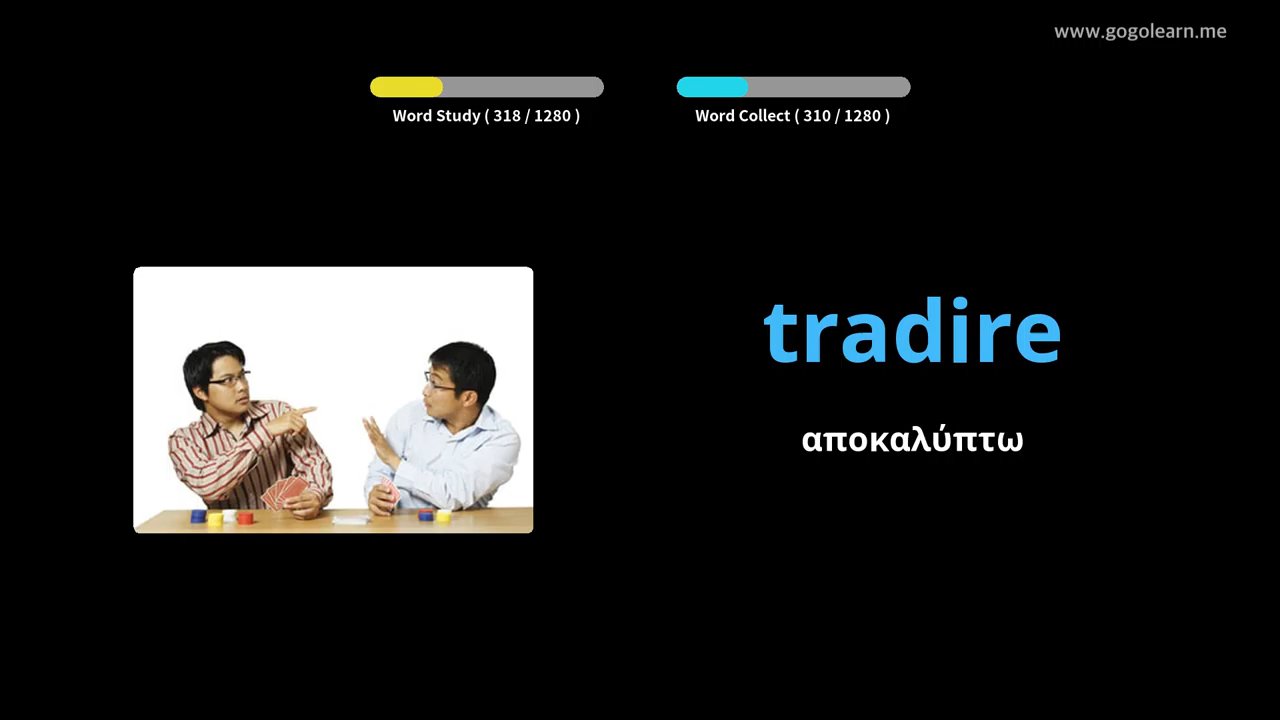 www.gogolearn.me
Word Study ( 318 / 1280 )
Word Collect ( 310 / 1280 )
tradire
αποκαλύπτω